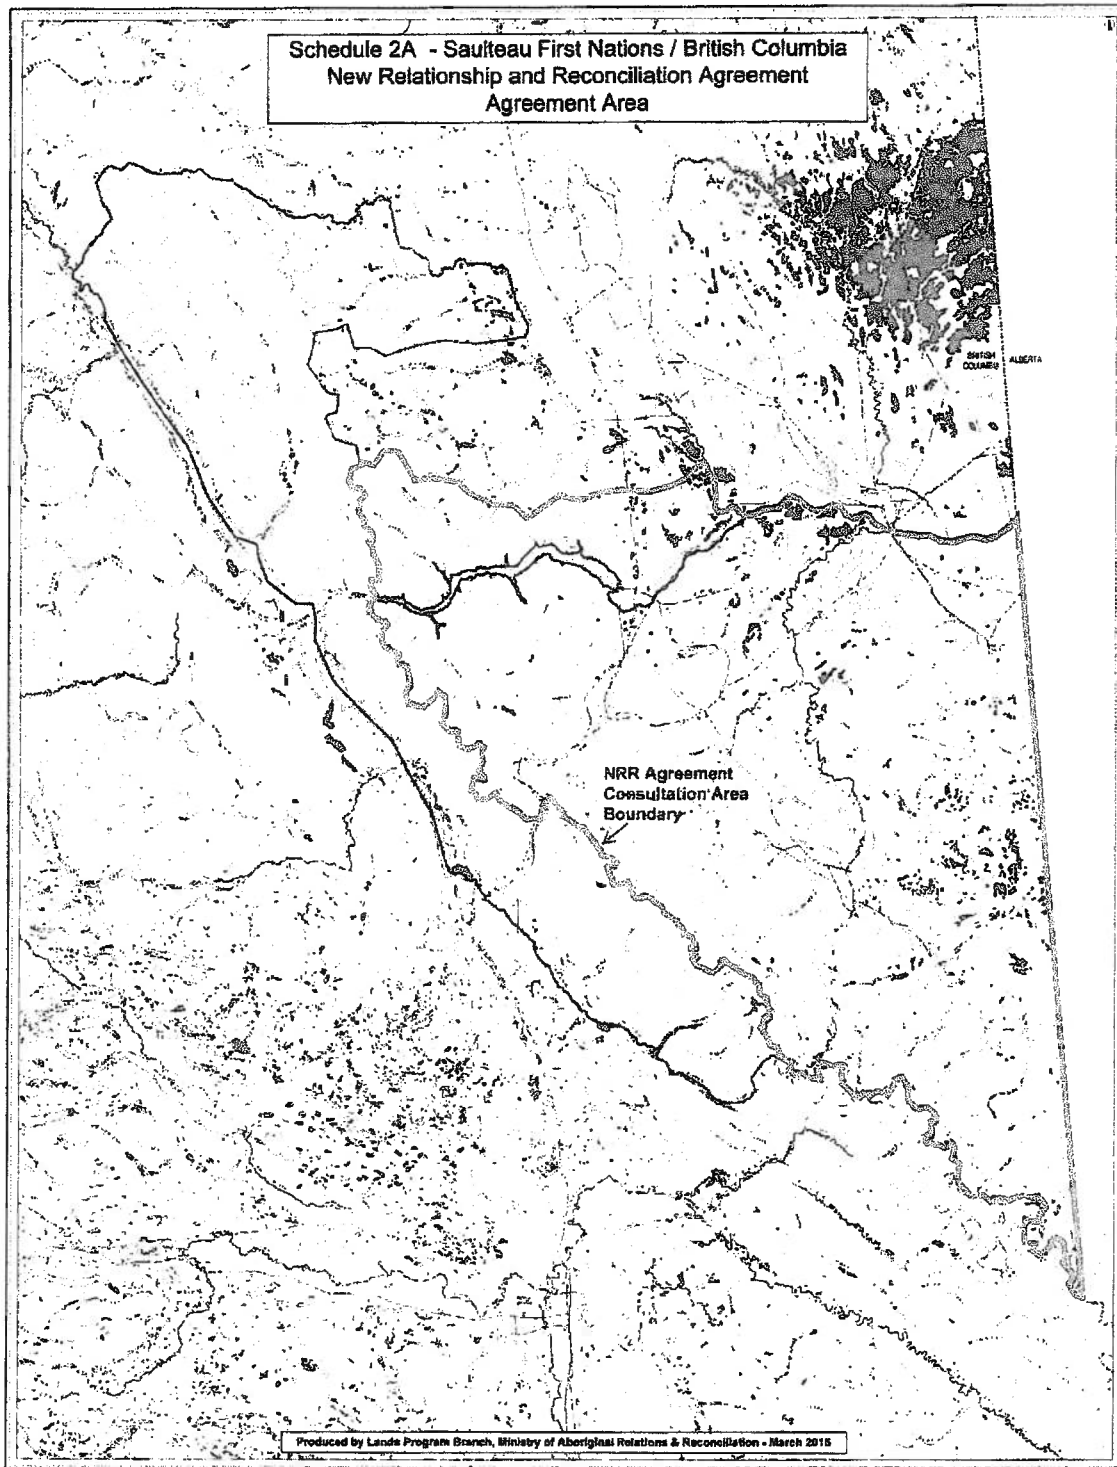 Schedule 2A - Saulteau First Nations / British Columbia
New Relationship and Reconciliation Agreement
Agreement Area
BRITISH
COLUMBIA
ALBERTA
NRR Agreement
Consultation Area
Boundary
Produced by Lands Program Branch, Ministry of Aboriginal Relations & Reconciliation - March 2015